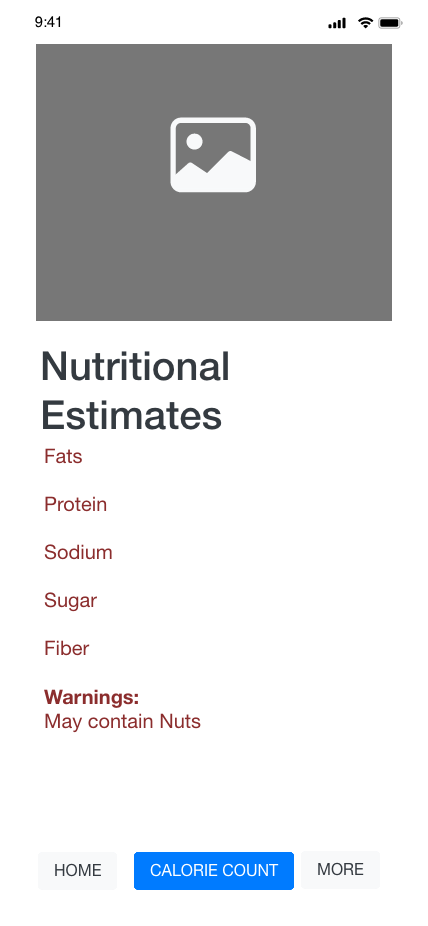 9:41
Nutritional
Estimates
Fats
Protein
Sodium
Sugar
Fiber
Warnings:
May contain Nuts
HOME
CALORIE COUNT
MORE